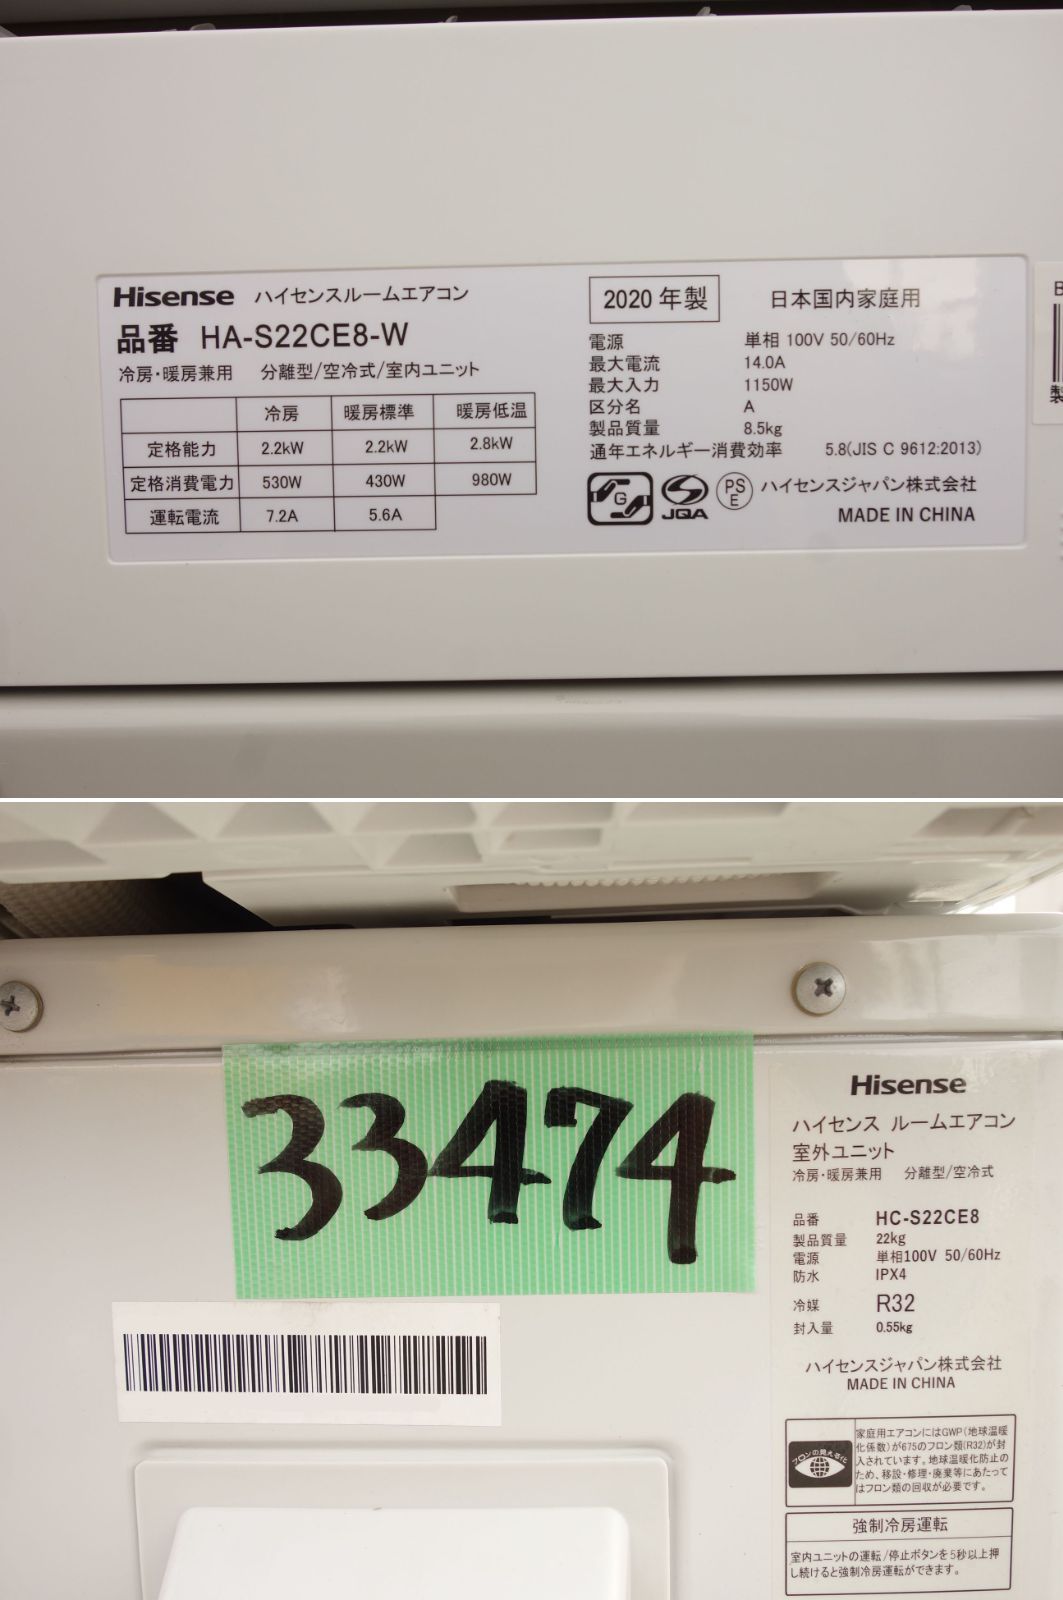 Hisense ハイセンスルームエアコン
品番 HA-S22CE8-W
冷房・暖房兼用 分離型/空冷式/室内ユニット
冷房 暖房標準 暖房低温
定格能力 2.2kW 2.2kW 2.8kW
定格消費電力 530W 430W 980W
運転電流 7.2A 5.6A
2020 年製 日本国内家庭用
電源 単相 100V 50/60Hz
最大電流 14.0A
最大入力 1150W
区分名 A
製品質量 8.5kg
通年エネルギー消費効率 5.8(JIS C 9612:2013)
G JQA PS E ハイセンスジャパン株式会社
MADE IN CHINA
製
33474
Hisense
ハイセンス ルームエアコン
室外ユニット
冷房・暖房兼用 分離型/空冷式
品番 HC-S22CE8
製品質量 22kg
電源 単相100V 50/60Hz
防水 IPX4
冷媒 R32
封入量 0.55kg
ハイセンスジャパン株式会社
MADE IN CHINA
フロンの見える化
家庭用エアコンにはGWP(地球温暖
化係数)が675のフロン類(R32)が封
入されています。地球温暖化防止の
ため、移設・修理・廃棄等にあたって
はフロン類の回収が必要です。
強制冷房運転
室内ユニットの運転/停止ボタンを5秒以上押
し続けると強制冷房運転ができます。